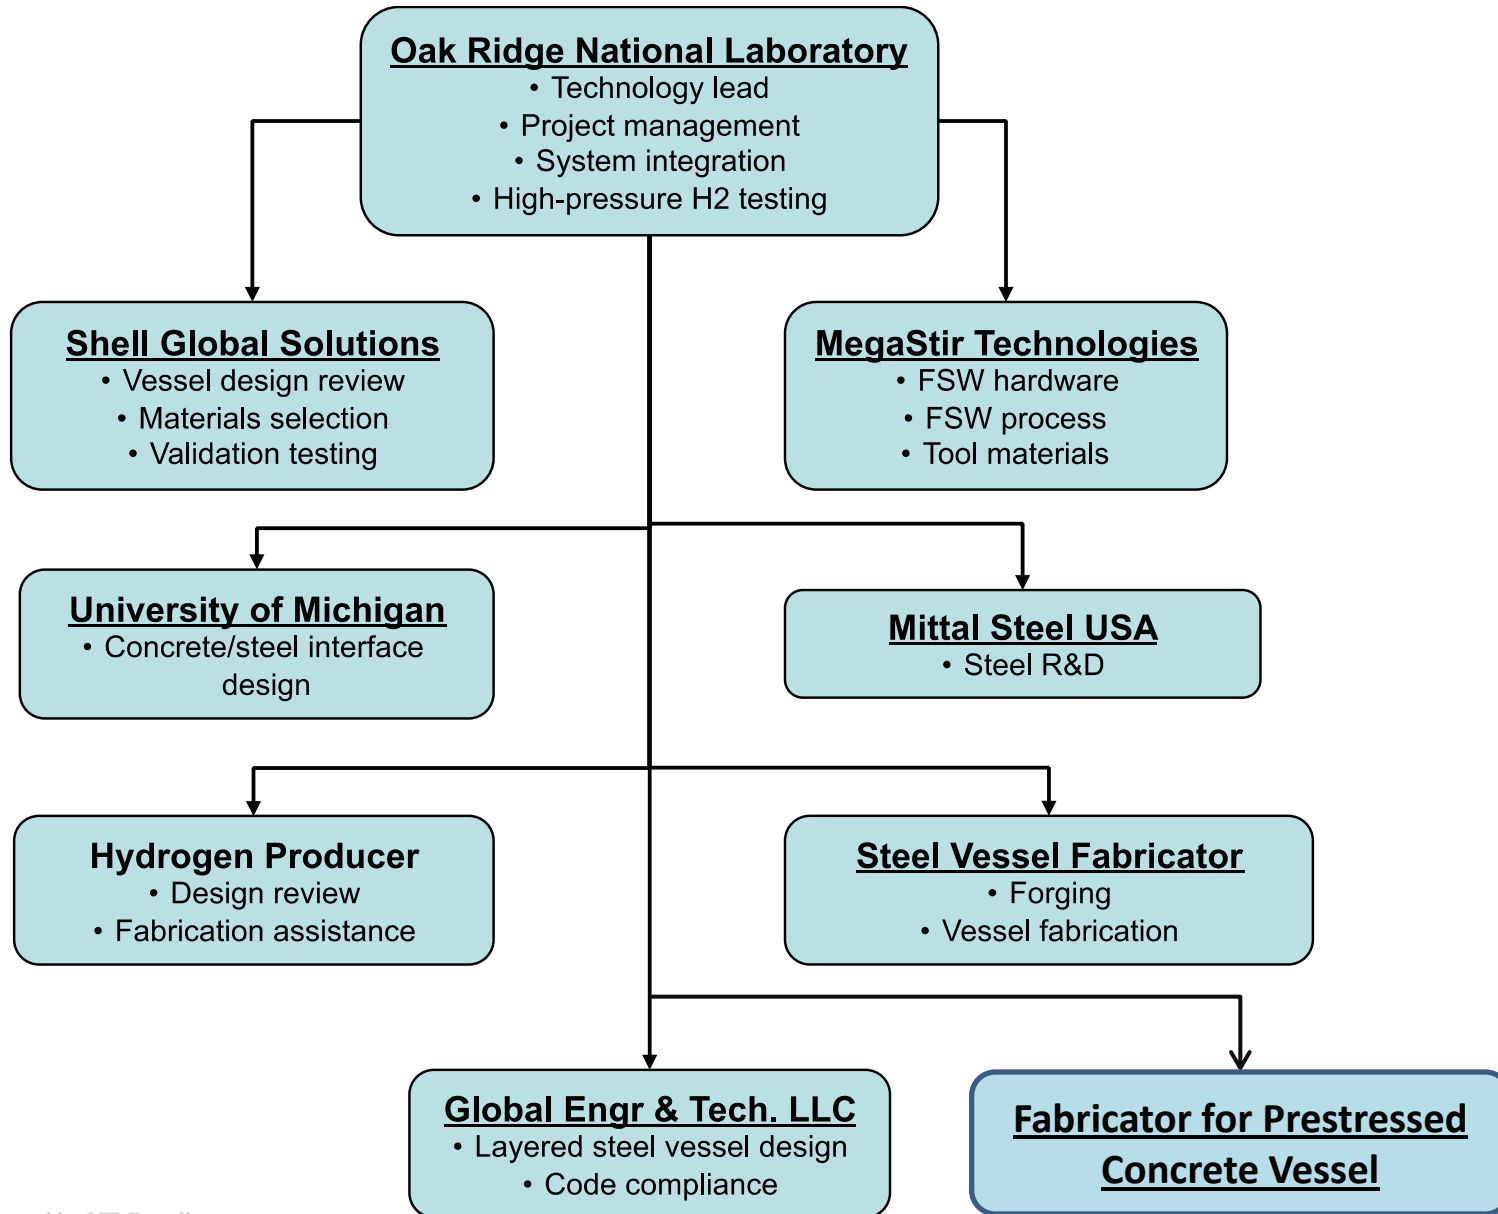 Oak Ridge National Laboratory
• Technology lead
• Project management
• System integration
• High-pressure H2 testing
Shell Global Solutions
• Vessel design review
• Materials selection
• Validation testing
MegaStir Technologies
• FSW hardware
• FSW process
• Tool materials
University of Michigan
• Concrete/steel interface
design
Mittal Steel USA
• Steel R&D
Hydrogen Producer
• Design review
• Fabrication assistance
Steel Vessel Fabricator
• Forging
• Vessel fabrication
Global Engr & Tech. LLC
• Layered steel vessel design
• Code compliance
Fabricator for Prestressed
Concrete Vessel